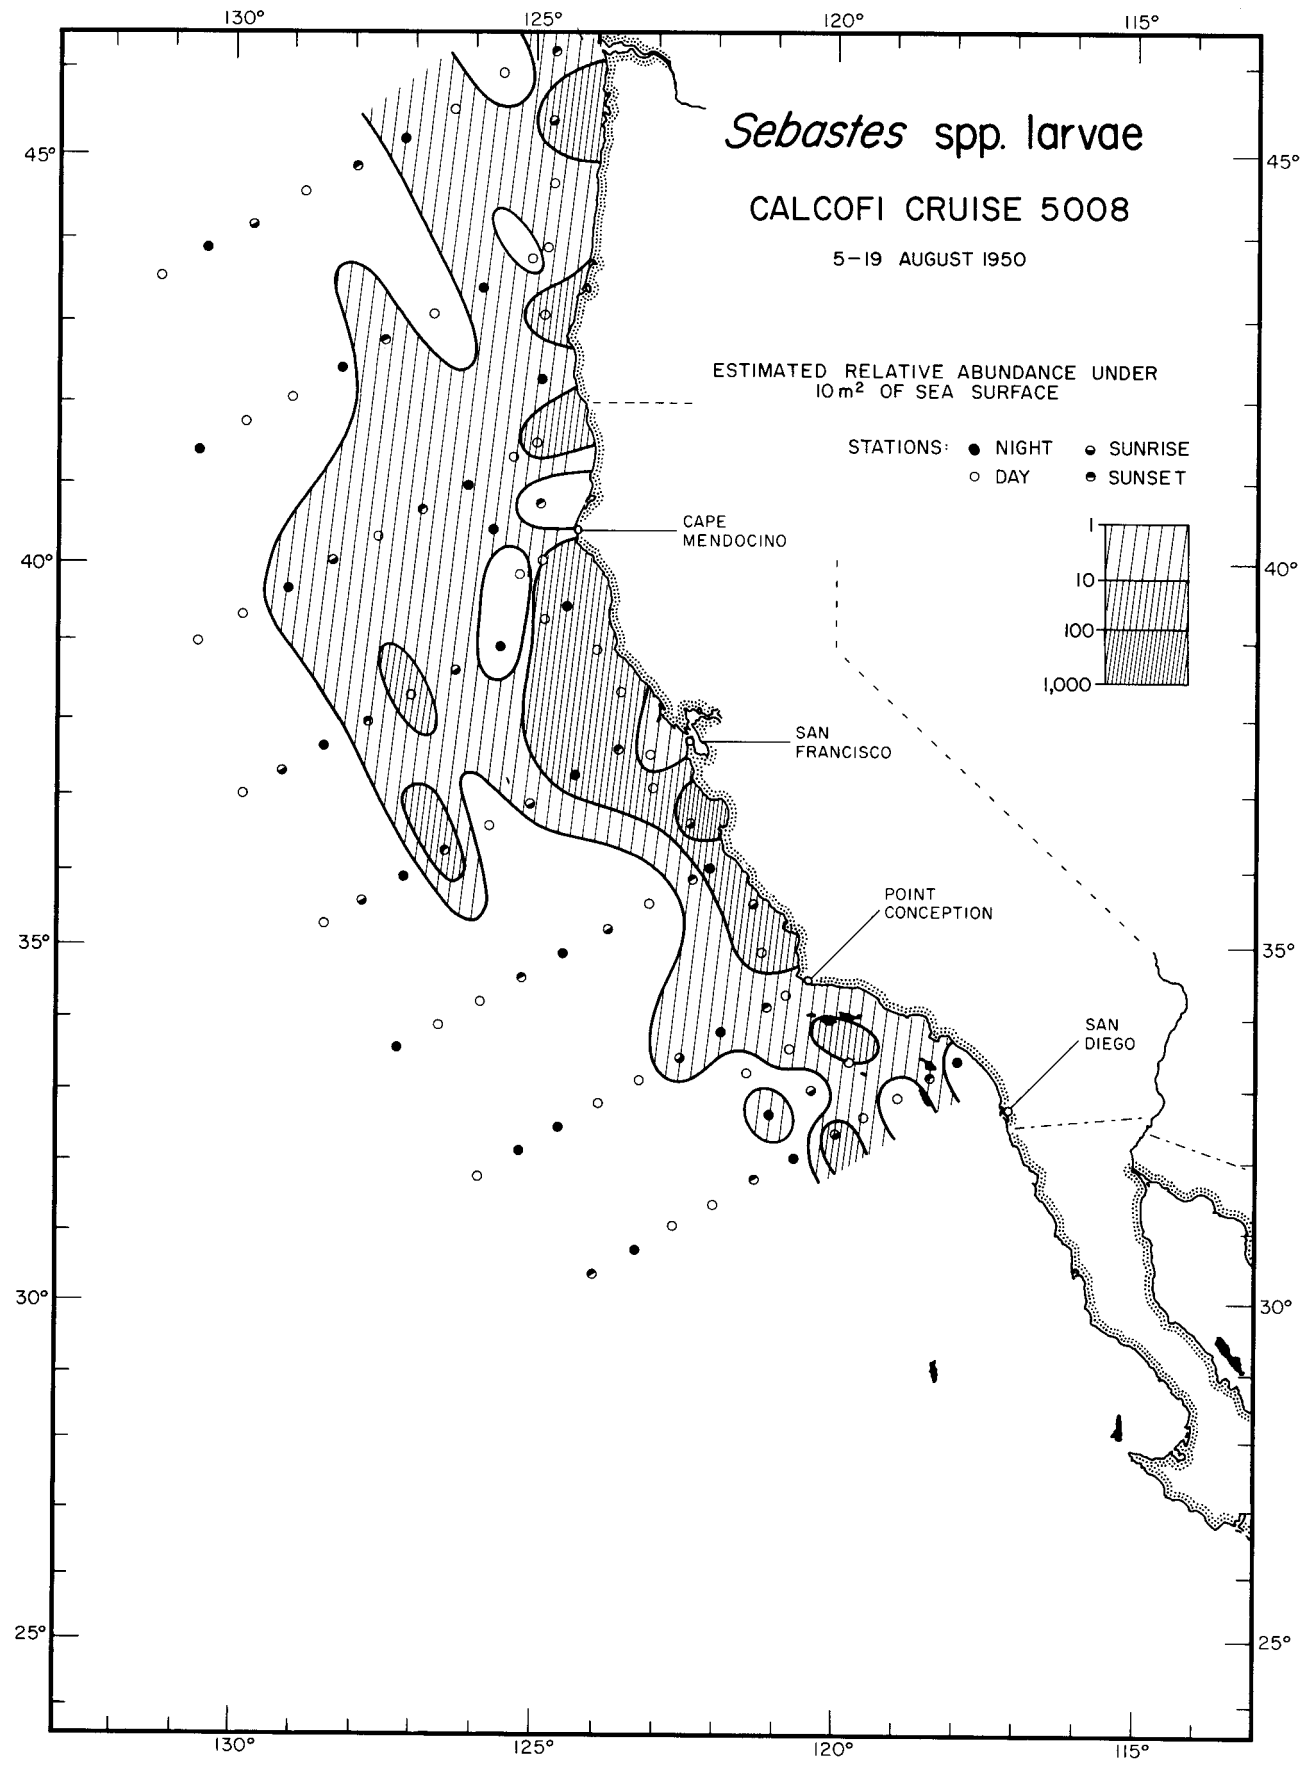 130° 125° 120° 115°
Sebastes spp. larvae
45° 45°
CALCOFI CRUISE 5008
5–19 AUGUST 1950
ESTIMATED RELATIVE ABUNDANCE UNDER
10 m² OF SEA SURFACE
STATIONS: NIGHT SUNRISE
DAY SUNSET
CAPE
MENDOCINO
1
10
100
1,000
40° 40°
SAN
FRANCISCO
POINT
CONCEPTION
35° 35°
SAN
DIEGO
30° 30°
25° 25°
130° 125° 120° 115°